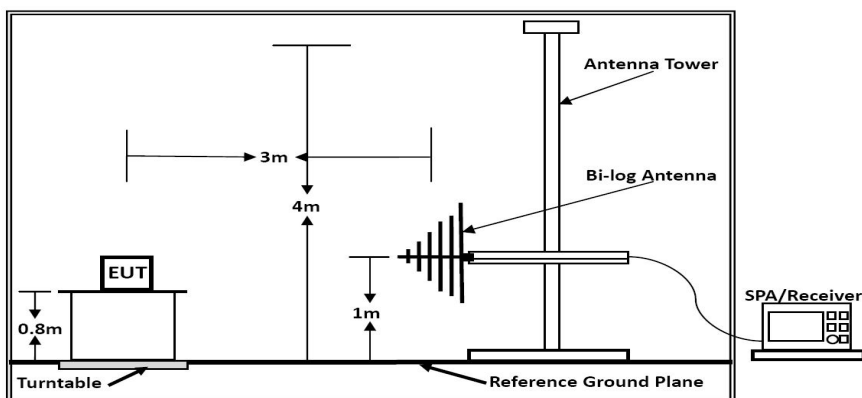 Antenna Tower
3m
Bi-log Antenna
4m
EUT
SPA/Receiver
0.8m
1m
Turntable
Reference Ground Plane